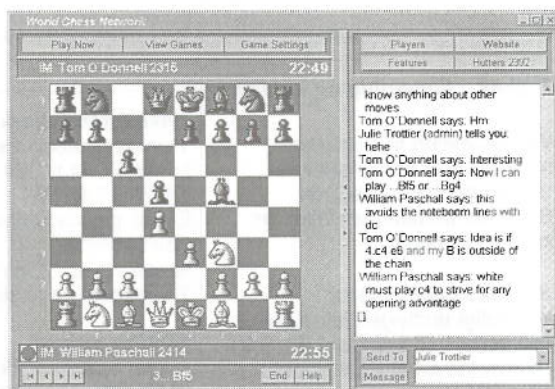 World Chess Network
Play Now
View Games
Game Settings
IM Tom O'Donnell 2315
22:49
IM William Paschall 2414
22:55
3... Bf5
End
Help
Players
Website
Features
Hutters 2392
know anything about other
moves
Tom O'Donnell says: Hm
Julie Trottier (admin) tells you:
hehe
Tom O'Donnell says: Interesting
Tom O'Donnell says: Now I can
play ...Bf5 or ...Bg4
William Paschall says: this
avoids the noteboom lines with
dc
Tom O'Donnell says: Idea is if
4.c4 e6 and my B is outside of
the chain
William Paschall says: white
must play c4 to strive for any
opening advantage
Send To
Julie Trottier
Message